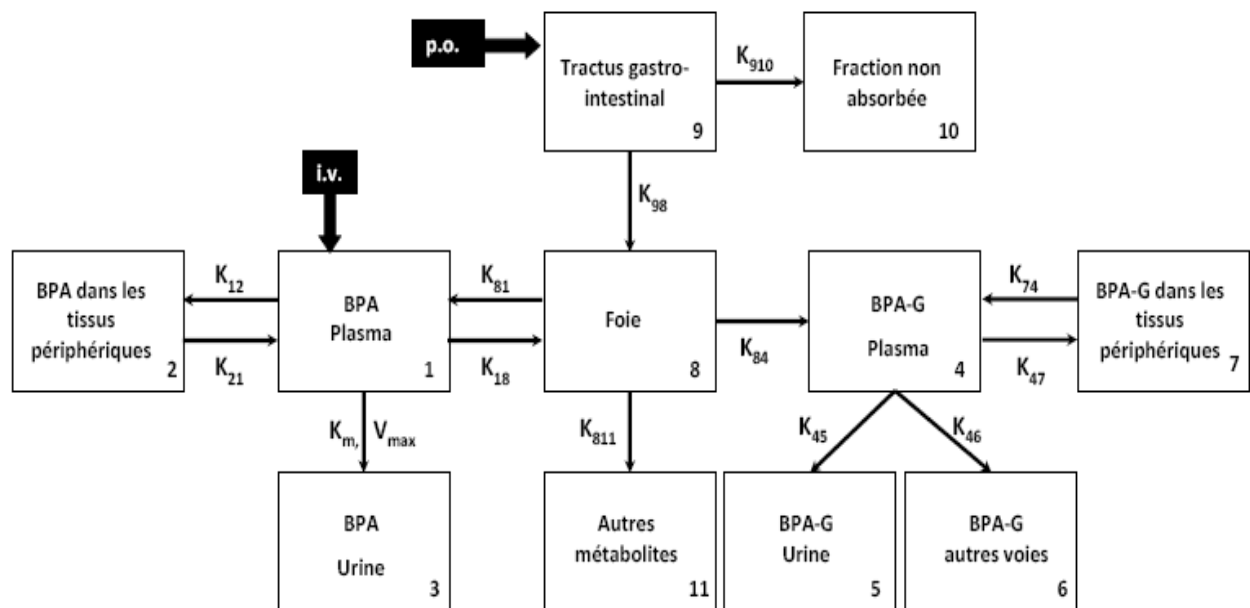 p.o.
Tractus gastro-
intestinal
9
K910
Fraction non
absorbée
10
i.v.
K98
BPA dans les
tissus
périphériques
2
K12
K21
BPA
Plasma
1
K81
K18
Foie
8
K84
BPA-G
Plasma
4
K74
K47
BPA-G dans les
tissus
périphériques
7
Km, Vmax
K811
K45
K46
BPA
Urine
3
Autres
métabolites
11
BPA-G
Urine
5
BPA-G
autres voies
6